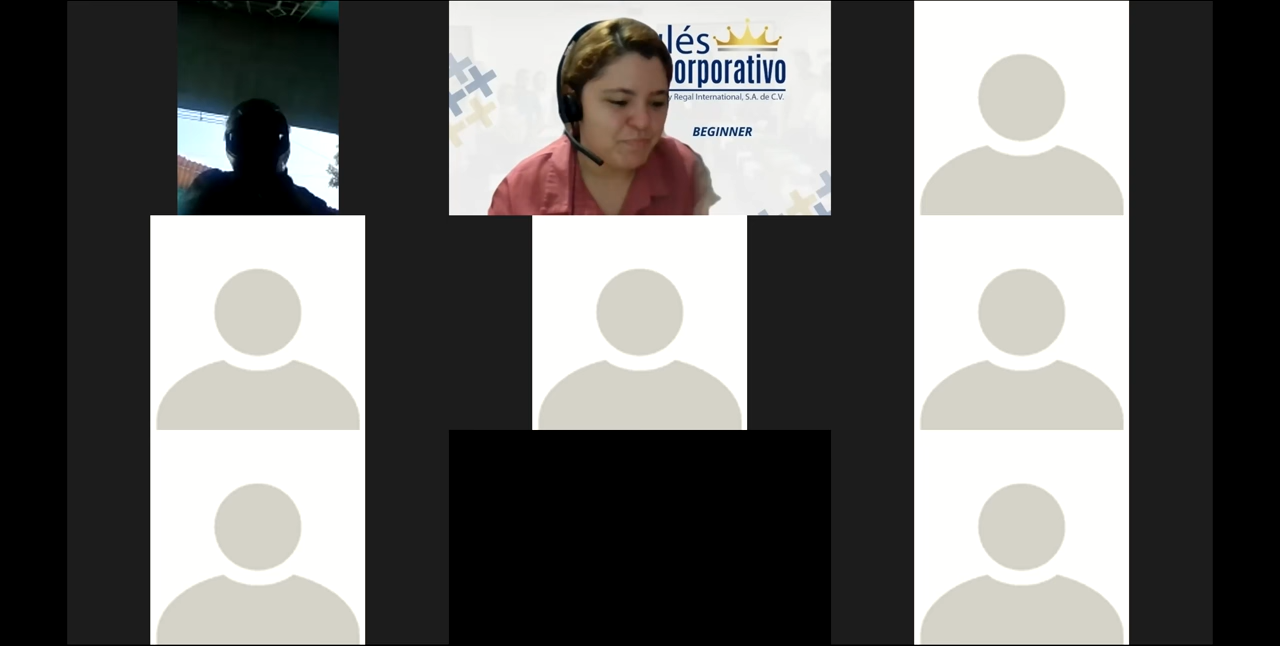 lés
orporativo
y Regal International, S.A. de C.V.
BEGINNER